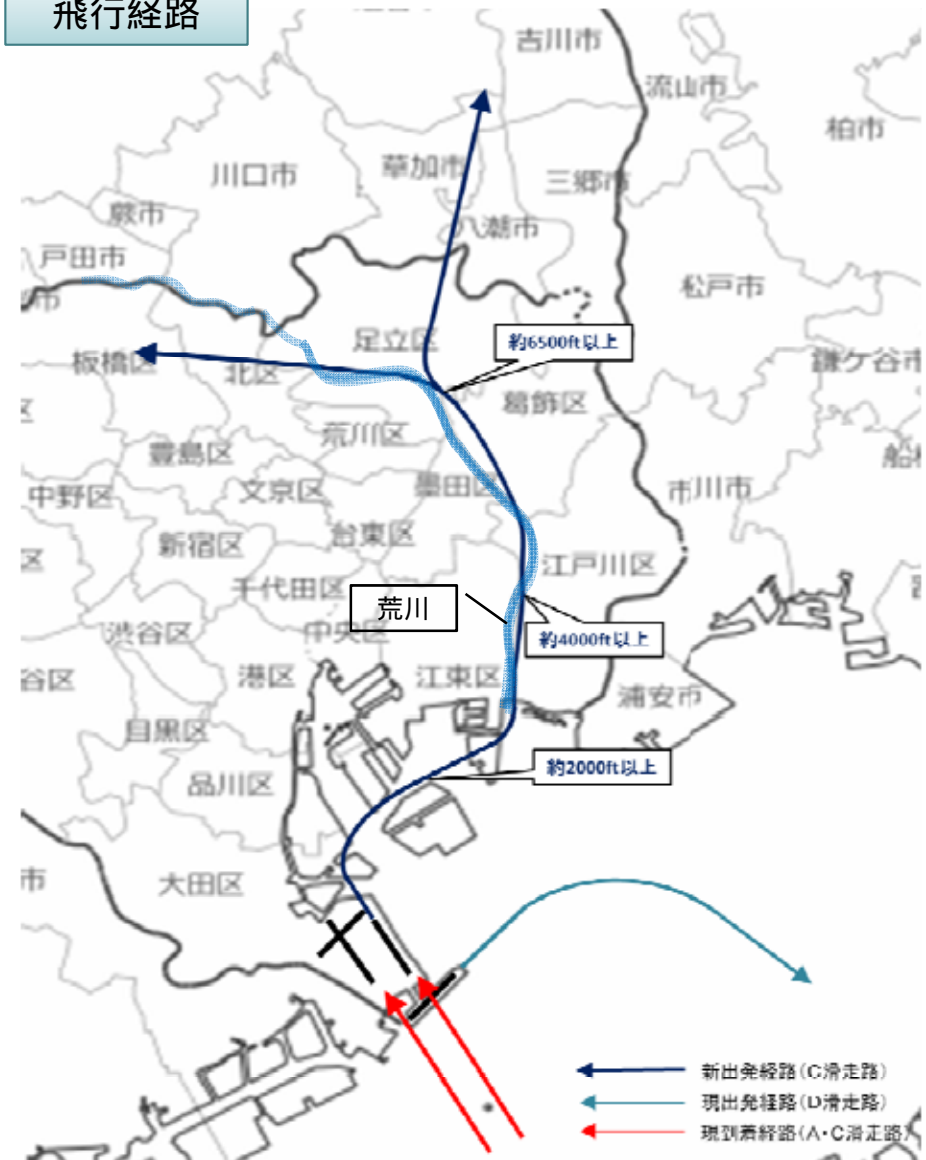 飛行経路
吉川市
流山市
柏市
川口市
草加市
三郷市
蕨市
八潮市
戸田市
松戸市
市
足立区
約6500ft以上
板橋区
北区
鎌ケ谷市
葛飾区
荒川区
豊島区
中野区
文京区
墨田区
市川市
新宿区
台東区
江戸川区
千代田区
荒川
渋谷区
中央区
約4000ft以上
谷区
港区
江東区
浦安市
目黒区
品川区
約2000ft以上
市
大田区
新出発経路(C滑走路)
現出発経路(D滑走路)
現到着経路(A・C滑走路)